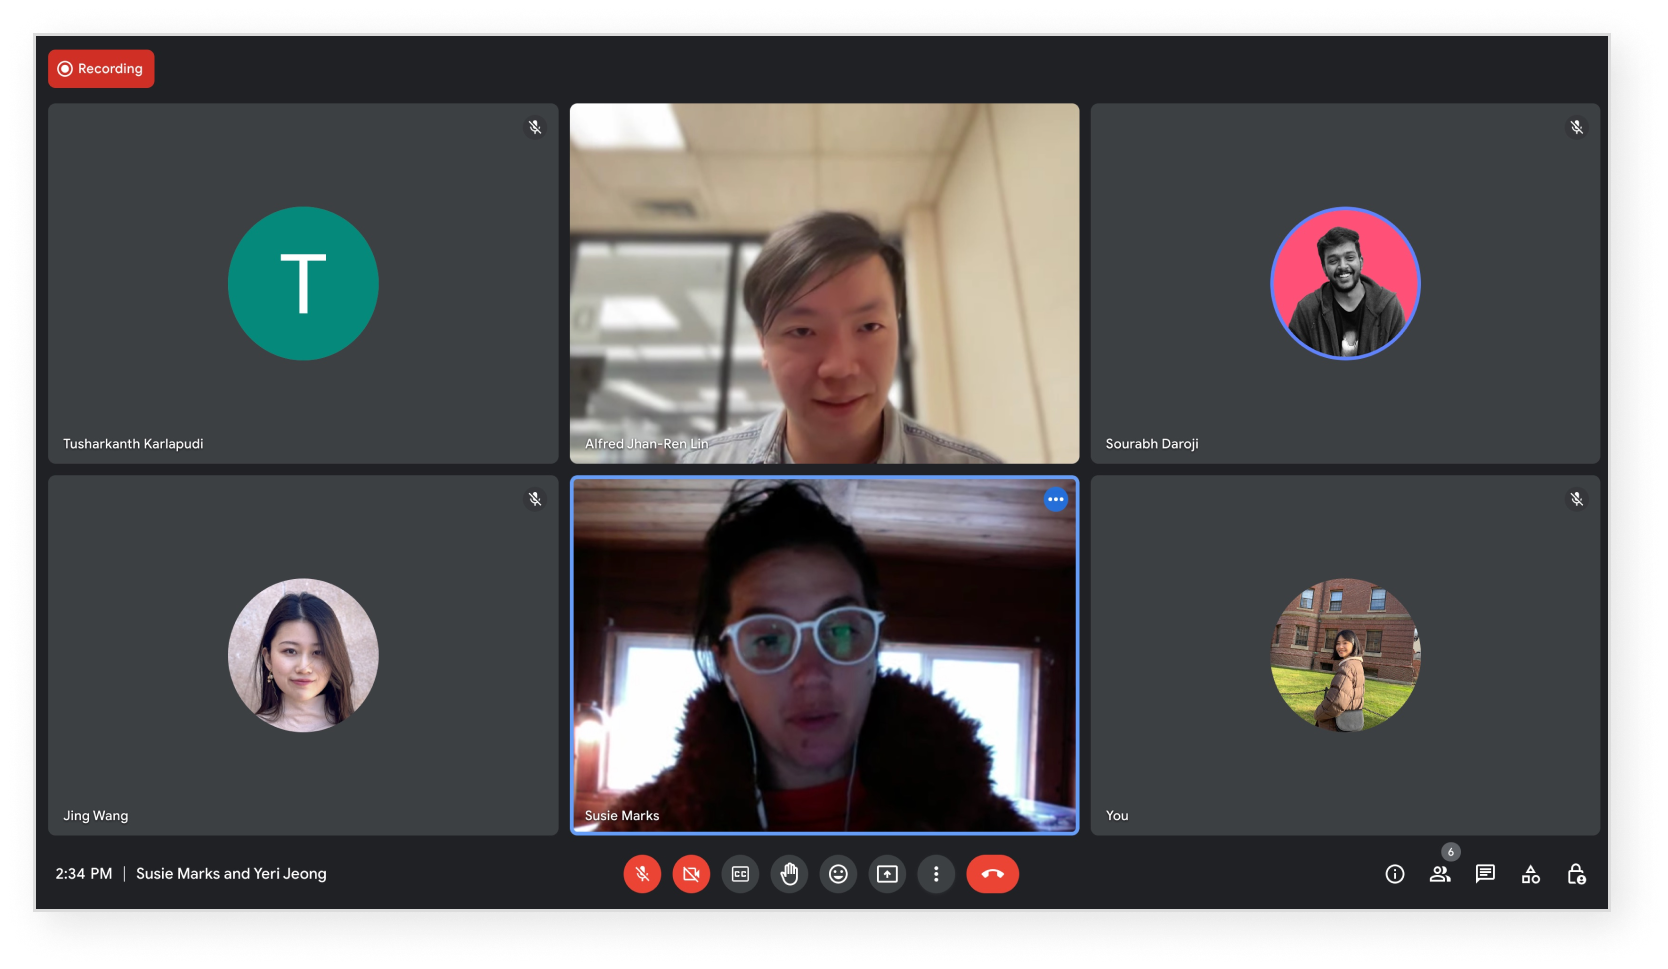 Recording
T
Tusharkanth Karlapudi
Alfred Jhan-Ren Lin
Sourabh Daroji
Jing Wang
Susie Marks
You
2:34 PM | Susie Marks and Yeri Jeong
CC
6